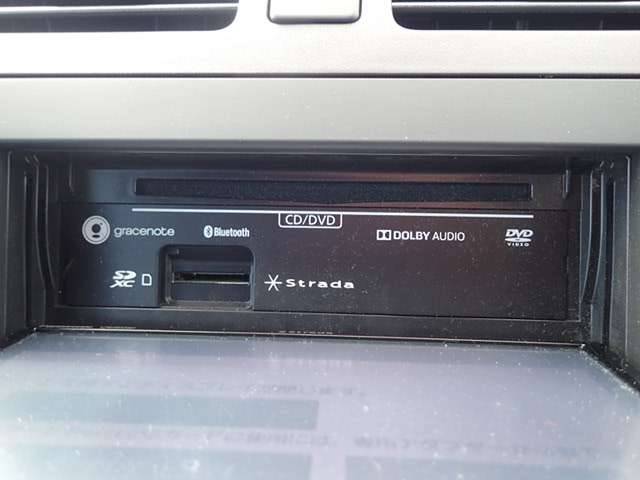 CD/DVD
gracenote
Bluetooth
DOLBY AUDIO
DVD
VIDEO
SD
XC
Strada